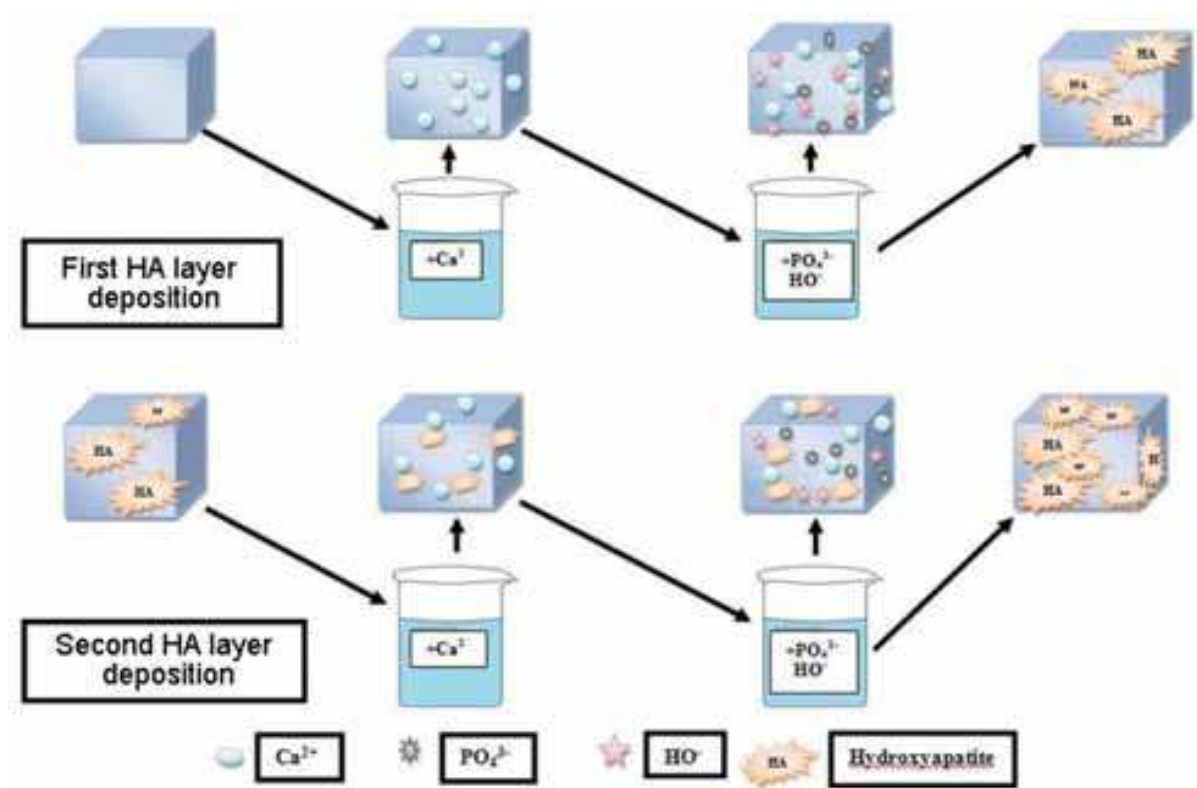 HA
HA
HA
+Ca²
+PO₄³⁻
HO⁻
First HA layer
deposition
HA
HA
HA
HA
H
+Ca²
+PO₄³⁻
HO⁻
Second HA layer
deposition
Ca²⁺
PO₄³⁻
HO⁻
HA
Hydroxyapatite